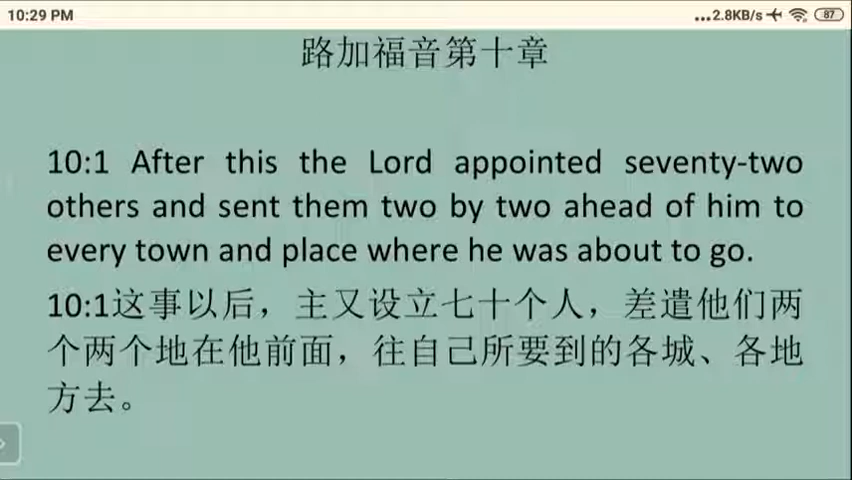 10:29 PM ...2.8KB/s 87
路加福音第十章
10:1 After this the Lord appointed seventy-two
others and sent them two by two ahead of him to
every town and place where he was about to go.
10:1这事以后，主又设立七十个人，差遣他们两
个两个地在他前面，往自己所要到的各城、各地
方去。